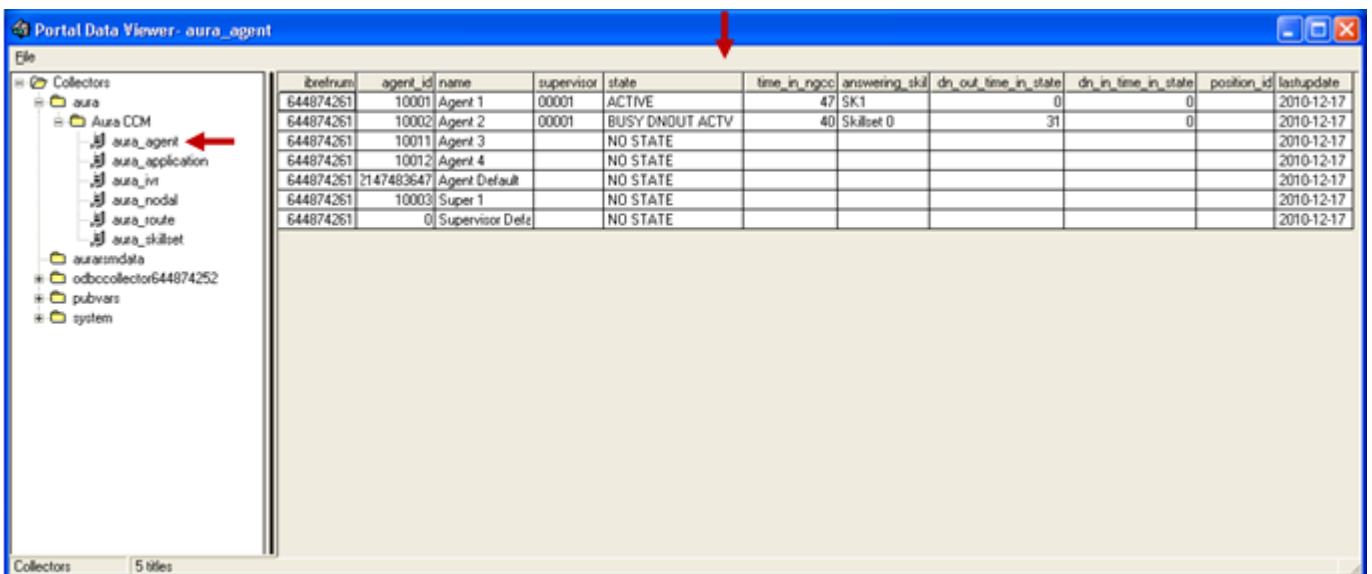 Portal Data Viewer- aura_agent
File
Collectors
aura
Aura CCM
aura_agent
aura_application
aura_ivr
aura_nodal
aura_route
aura_skillset
aurarsmdata
odbccollector644874252
pubvars
system
ibrefnum agent_id name supervisor state time_in_ngcc answering_skil dn_out_time_in_state dn_in_time_in_state position_id lastupdate
644874261 10001 Agent 1 00001 ACTIVE 47 SK1 0 0 2010-12-17
644874261 10002 Agent 2 00001 BUSY DNOUT ACTV 40 Skillset 0 31 0 2010-12-17
644874261 10011 Agent 3 NO STATE 2010-12-17
644874261 10012 Agent 4 NO STATE 2010-12-17
644874261 2147483647 Agent Default NO STATE 2010-12-17
644874261 10003 Super 1 NO STATE 2010-12-17
644874261 0 Supervisor Defa NO STATE 2010-12-17
Collectors 5 titles